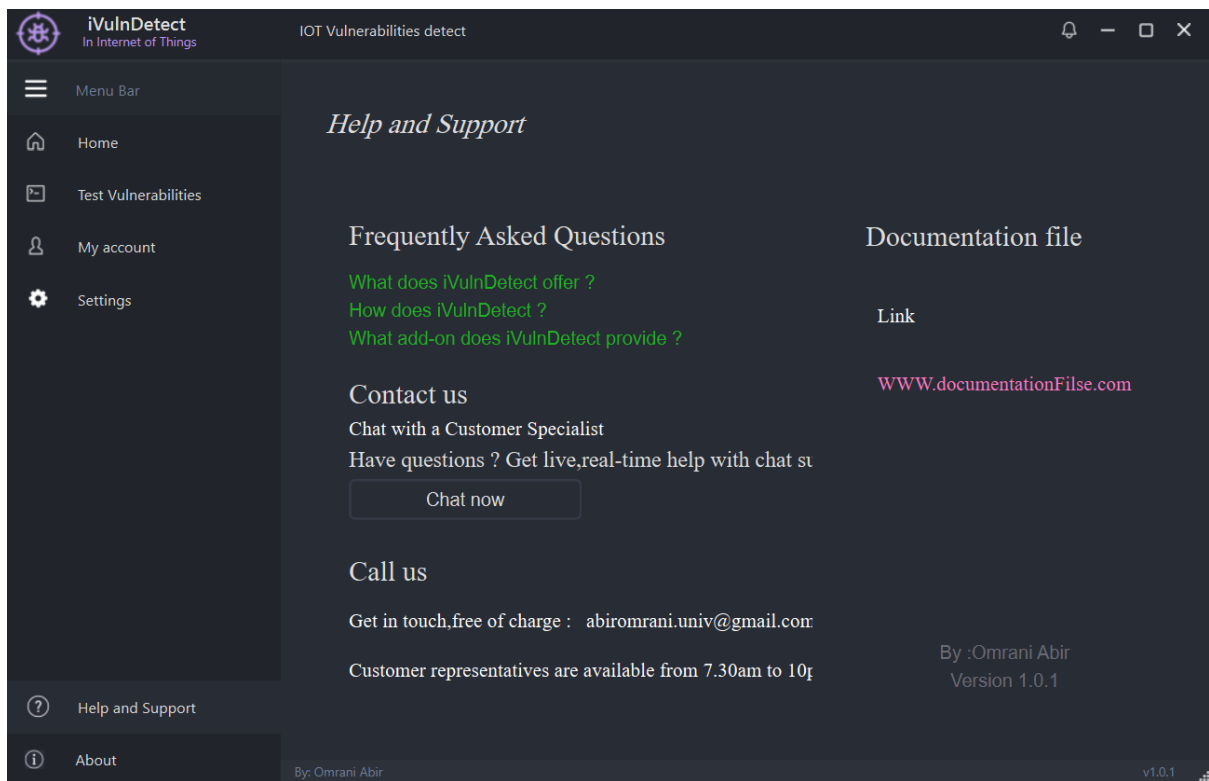 iVulnDetect
In Internet of Things
IOT Vulnerabilities detect
Menu Bar
Home
Test Vulnerabilities
My account
Settings
Help and Support
About
Help and Support
Frequently Asked Questions
What does iVulnDetect offer ?
How does iVulnDetect ?
What add-on does iVulnDetect provide ?
Contact us
Chat with a Customer Specialist
Have questions ? Get live,real-time help with chat
Chat now
Call us
Get in touch,free of charge : abiromrani.univ@gmail.com
Customer representatives are available from 7.30am to
Documentation file
Link
WWW.documentationFilse.com
By :Omrani Abir
Version 1.0.1
By: Omrani Abir
v1.0.1